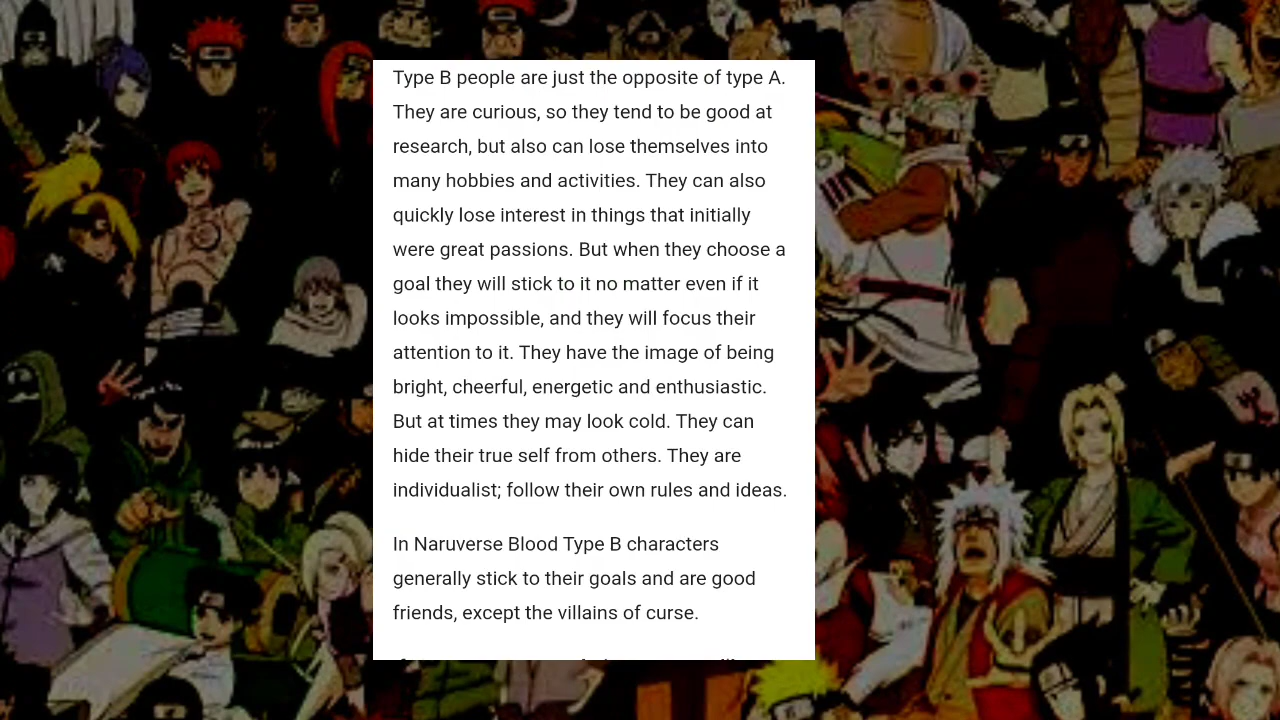 Type B people are just the opposite of type A.
They are curious, so they tend to be good at
research, but also can lose themselves into
many hobbies and activities. They can also
quickly lose interest in things that initially
were great passions. But when they choose a
goal they will stick to it no matter even if it
looks impossible, and they will focus their
attention to it. They have the image of being
bright, cheerful, energetic and enthusiastic.
But at times they may look cold. They can
hide their true self from others. They are
individualist; follow their own rules and ideas.
In Naruverse Blood Type B characters
generally stick to their goals and are good
friends, except the villains of curse.